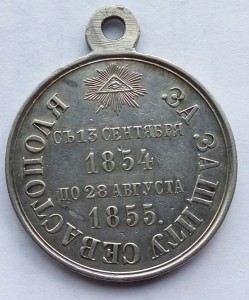 ЗА ЗАЩИТУ СЕВАСТОПОЛЯ
СЪ 13 СЕНТЯБРЯ
1854
ПО 28 АВГУСТА
1855.